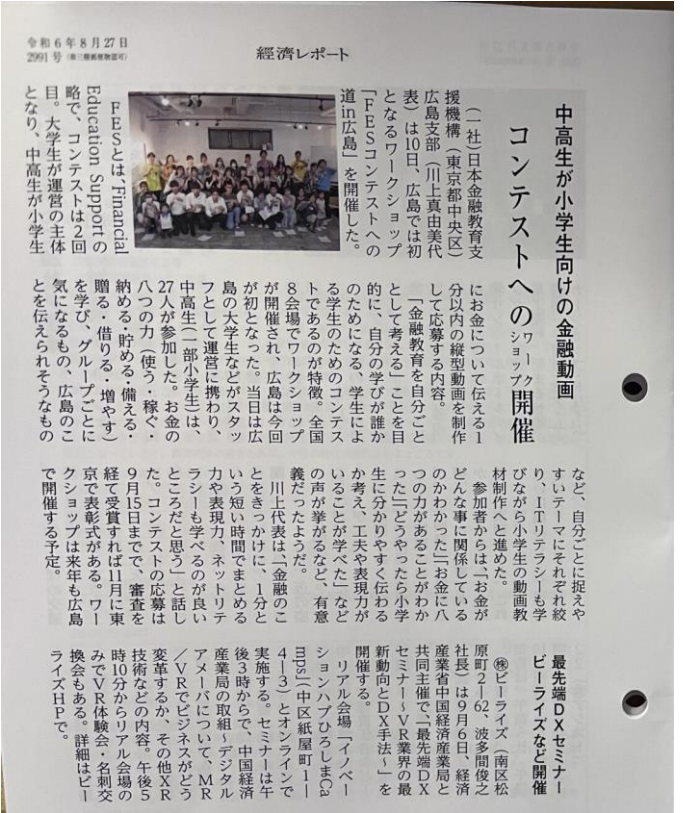 令和6年8月27日
2991号(第三種郵便物認可)
経済レポート
中高生が小学生向けの金融動画
コンテストへのワークショップ開催
(一社)日本金融教育支
援機構(東京都中央区)
広島支部(川上真由美代
表)は10日、広島では初
となるワークショップ
「FESコンテストへの
道in広島」を開催した。
FESとは、Financial
Education Supportの
略で、コンテストは2回
目。大学生が運営の主体
となり、中高生が小学生
にお金について伝える1
分以内の縦型動画を制作
して応募する内容。
「金融教育を自分ごと
として考える」ことを目
的に、自分の学びが誰か
のためになる、学生によ
る学生のためのコンテス
トであるのが特徴。全国
8会場でワークショップ
が開催され、広島は今回
が初となった。当日は広
島の大学生などがスタッ
フとして運営に携わり、
中高生(一部小学生)は、
27人が参加した。お金の
八つの力(使う・稼ぐ・
納める・貯める・備える・
贈る・借りる・増やす)
を学び、グループごとに
気になるもの、広島のこ
とを伝えられそうなもの
など、自分ごとに捉えや
すいテーマにそれぞれ絞
り、ITリテラシーも学
びながら小学生の動画教
材制作へと進めた。
参加者からは、「お金が
どんな事に関係している
のかわかった」「お金に八
つの力があることがわか
った」「どうやったら小学
生に分かりやすく伝わる
か考え、工夫や表現力が
いることが学べた」など
の声が挙がるなど、有意
義だったようだ。
川上代表は、「金融のこ
とをきっかけに、1分と
いう短い時間でまとめる
力や表現力、ネットリテ
ラシーも学べるのが良い
ところだと思う」と話し
た。コンテストの応募は
9月15日までで、審査を
経て受賞すれば11月に東
京で表彰式がある。ワー
クショップは来年も広島
で開催する予定。
最先端DXセミナー
ビーライズなど開催
㈱ビーライズ(南区松
原町2―62、波多間俊之
社長)は9月6日、経済
産業省中国経済産業局と
共同主催で、「最先端DX
セミナー~VR業界の最
新動向とDX手法~」を
開催する。
リアル会場「イノベー
ションハブひろしまCa
mps」(中区紙屋町1―
4―3)とオンラインで
実施する。セミナーは午
後3時からで、中国経済
産業局の取組~デジタル
アメーバについて、MR
/VRでビジネスがどう
変革するか、その他XR
技術などの内容。午後5
時10分からリアル会場の
みでVR体験会・名刺交
換会もある。詳細はビー
ライズHPで。